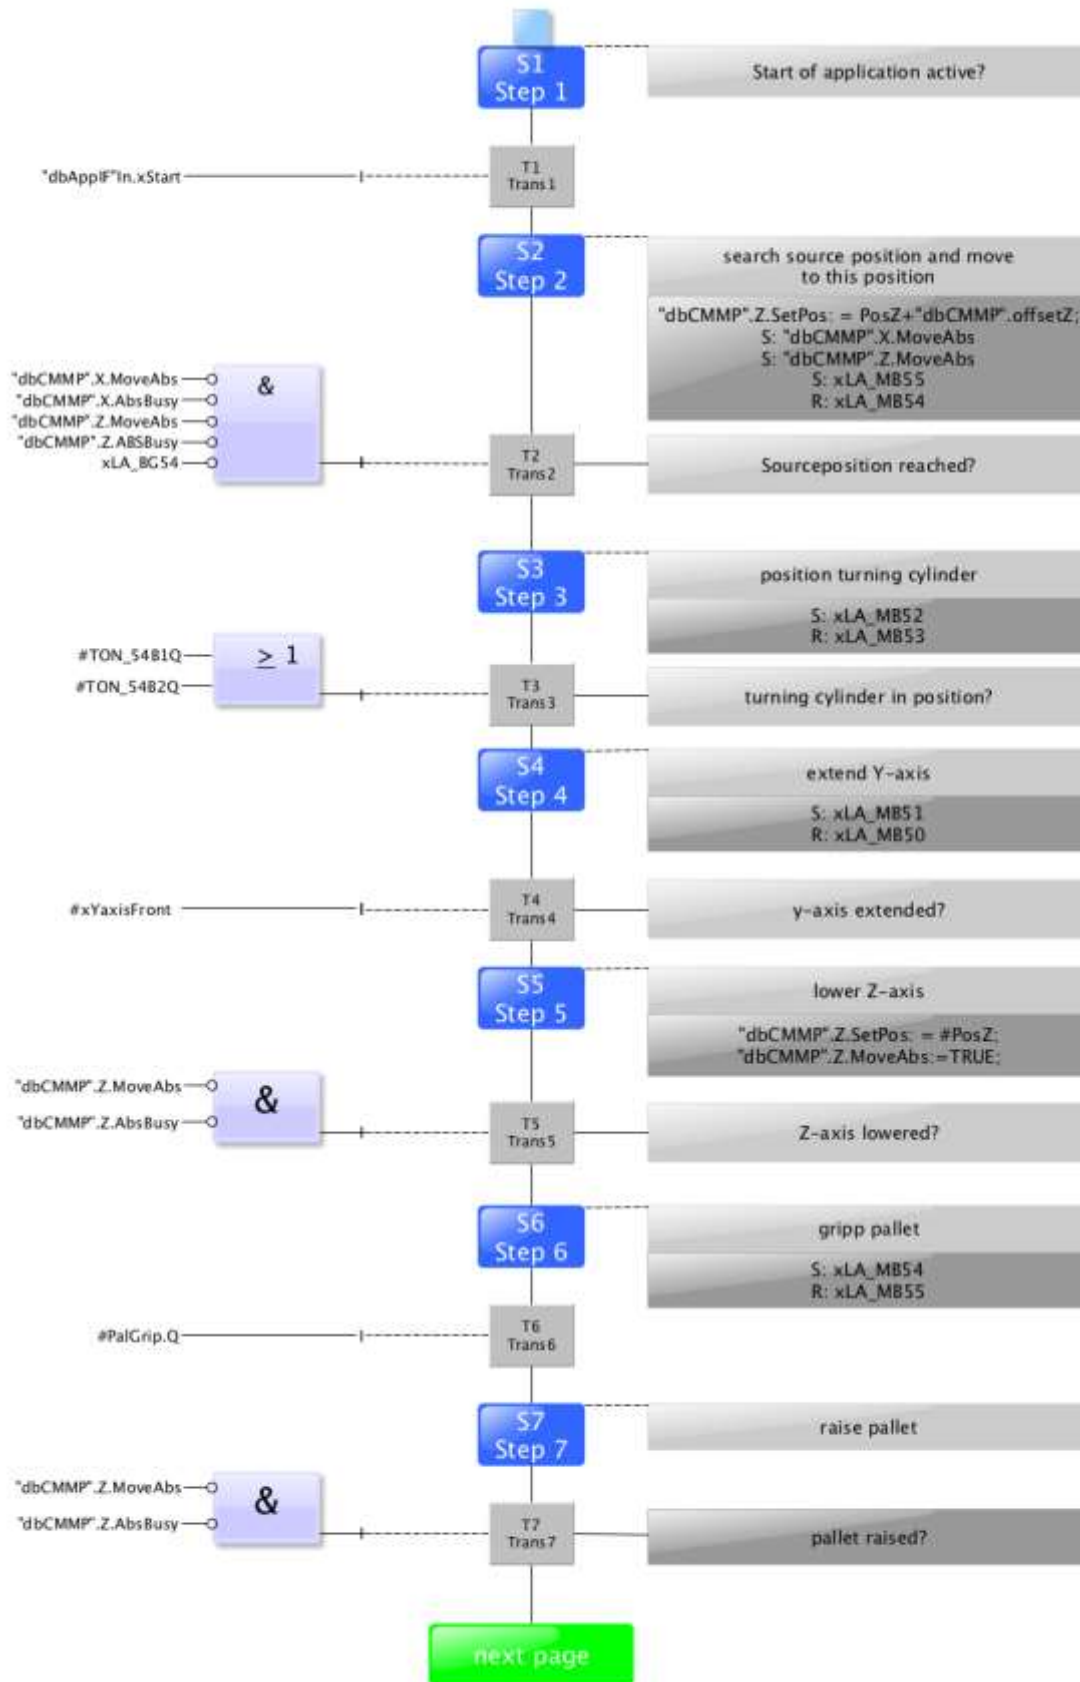 S1
Step 1
Start of application active?
"dbAppIF"In.xStart
T1
Trans1
S2
Step 2
search source position and move
to this position
"dbCMMP".Z.SetPos: = PosZ+"dbCMMP".offsetZ;
S: "dbCMMP".X.MoveAbs
S: "dbCMMP".Z.MoveAbs
S: xLA_MB55
R: xLA_MB54
"dbCMMP".X.MoveAbs
"dbCMMP".X.AbsBusy
"dbCMMP".Z.MoveAbs
"dbCMMP".Z.ABSBusy
xLA_BG54
&
T2
Trans2
Sourceposition reached?
S3
Step 3
position turning cylinder
S: xLA_MB52
R: xLA_MB53
#TON_54B1Q
#TON_54B2Q
≥ 1
T3
Trans3
turning cylinder in position?
S4
Step 4
extend Y-axis
S: xLA_MB51
R: xLA_MB50
#xYaxisFront
T4
Trans4
y-axis extended?
S5
Step 5
lower Z-axis
"dbCMMP".Z.SetPos: = #PosZ;
"dbCMMP".Z.MoveAbs:=TRUE;
"dbCMMP".Z.MoveAbs
"dbCMMP".Z.AbsBusy
&
T5
Trans5
Z-axis lowered?
S6
Step 6
gripp pallet
S: xLA_MB54
R: xLA_MB55
#PalGrip.Q
T6
Trans6
S7
Step 7
raise pallet
"dbCMMP".Z.MoveAbs
"dbCMMP".Z.AbsBusy
&
T7
Trans7
pallet raised?
next page